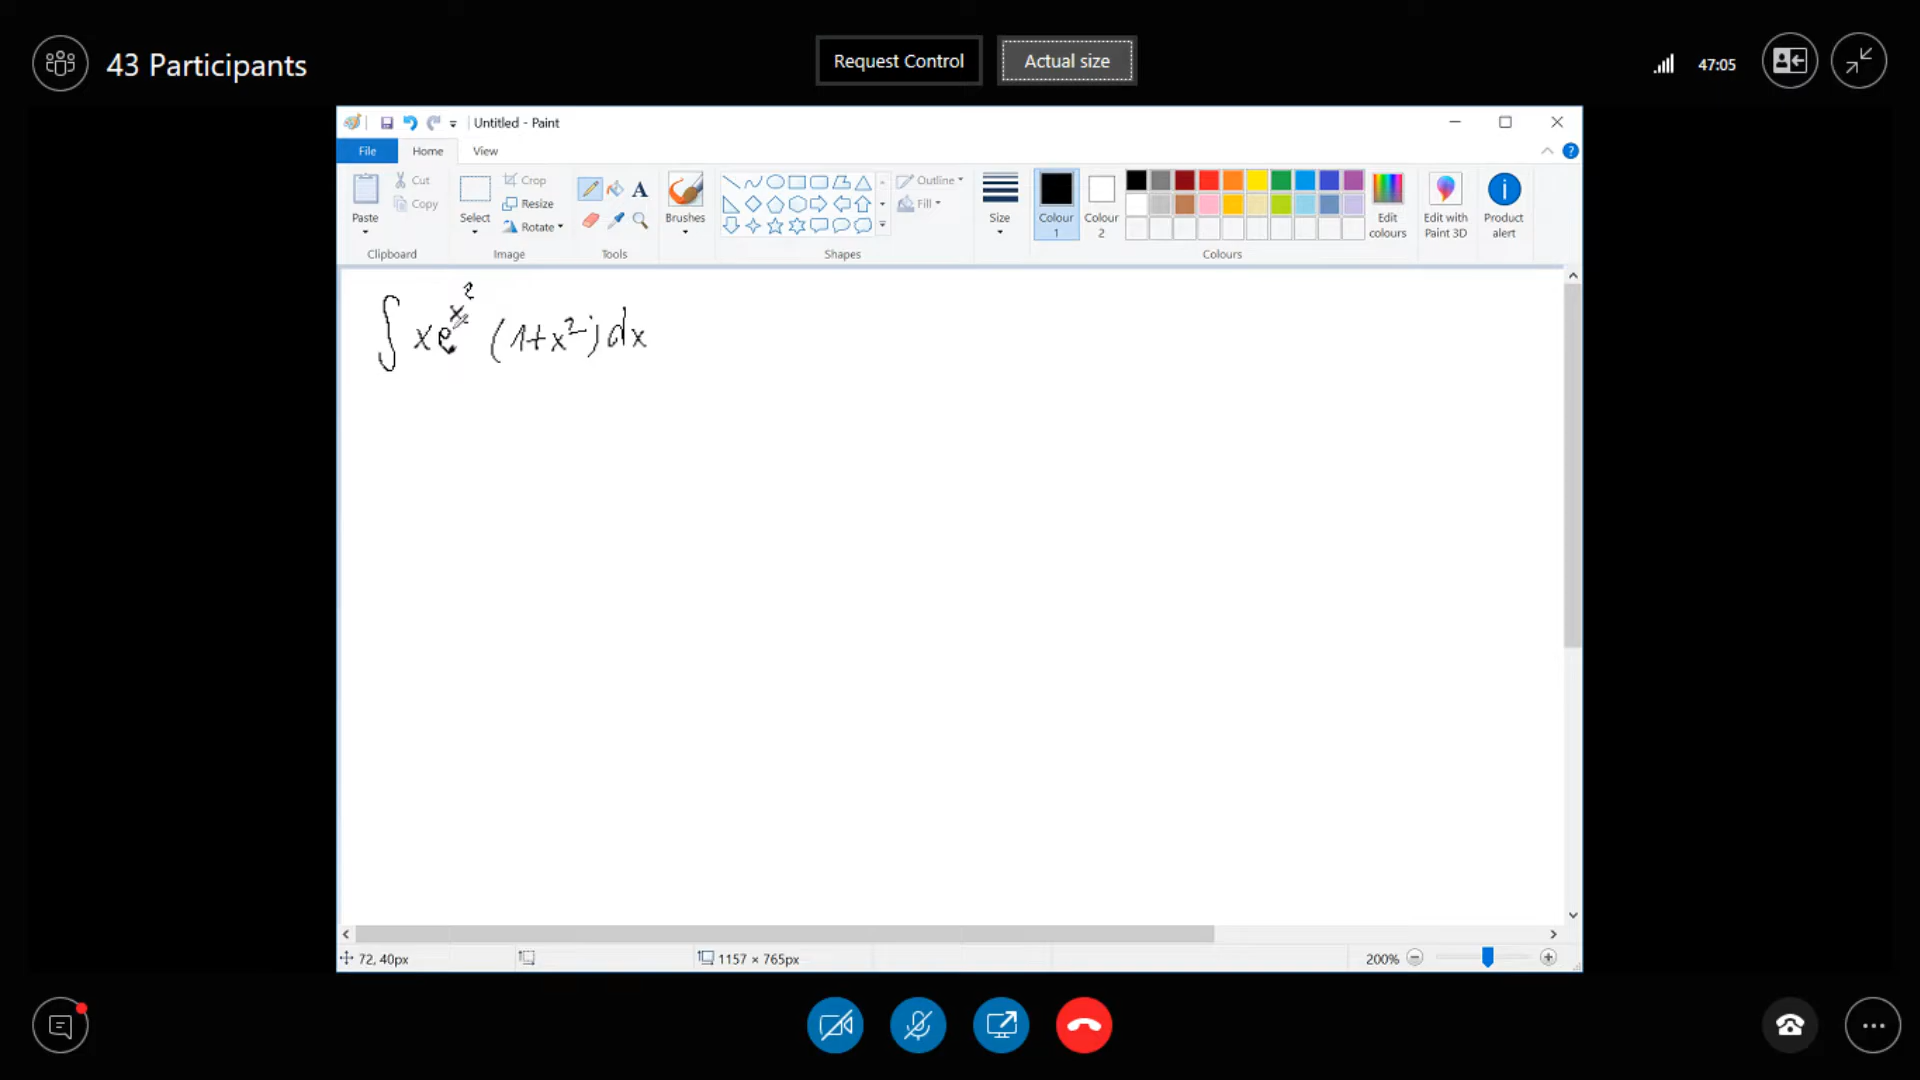 43 Participants
Request Control
Actual size
47:05
Untitled - Paint
File
Home
View
Paste
Cut
Copy
Clipboard
Select
Crop
Resize
Rotate
Image
A
Tools
Brushes
Shapes
Outline
Fill
Size
Colour 1
Colour 2
Colours
Edit colours
Edit with Paint 3D
Product alert
∫ xe^x^2 (1+x^2) dx
72, 40px
1157 × 765px
200%